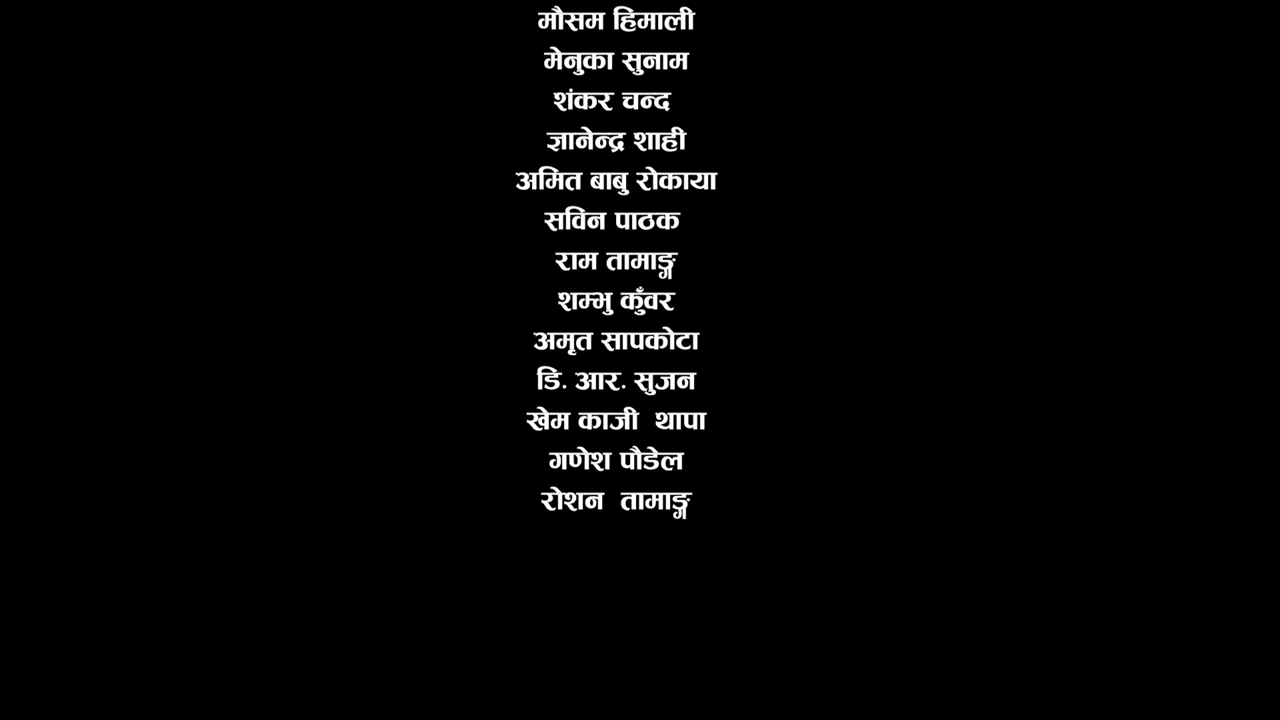 मौसम हिमाली
मेनुका सुनाम
शंकर चन्द
ज्ञानेन्द्र शाही
अमित बाबु रोकाया
सविन पाठक
राम तामाङ्ग
शम्भु कुँवर
अमृत सापकोटा
डि. आर. सुजन
खेम काजी थापा
गणेश पौडेल
रोशन तामाङ्ग